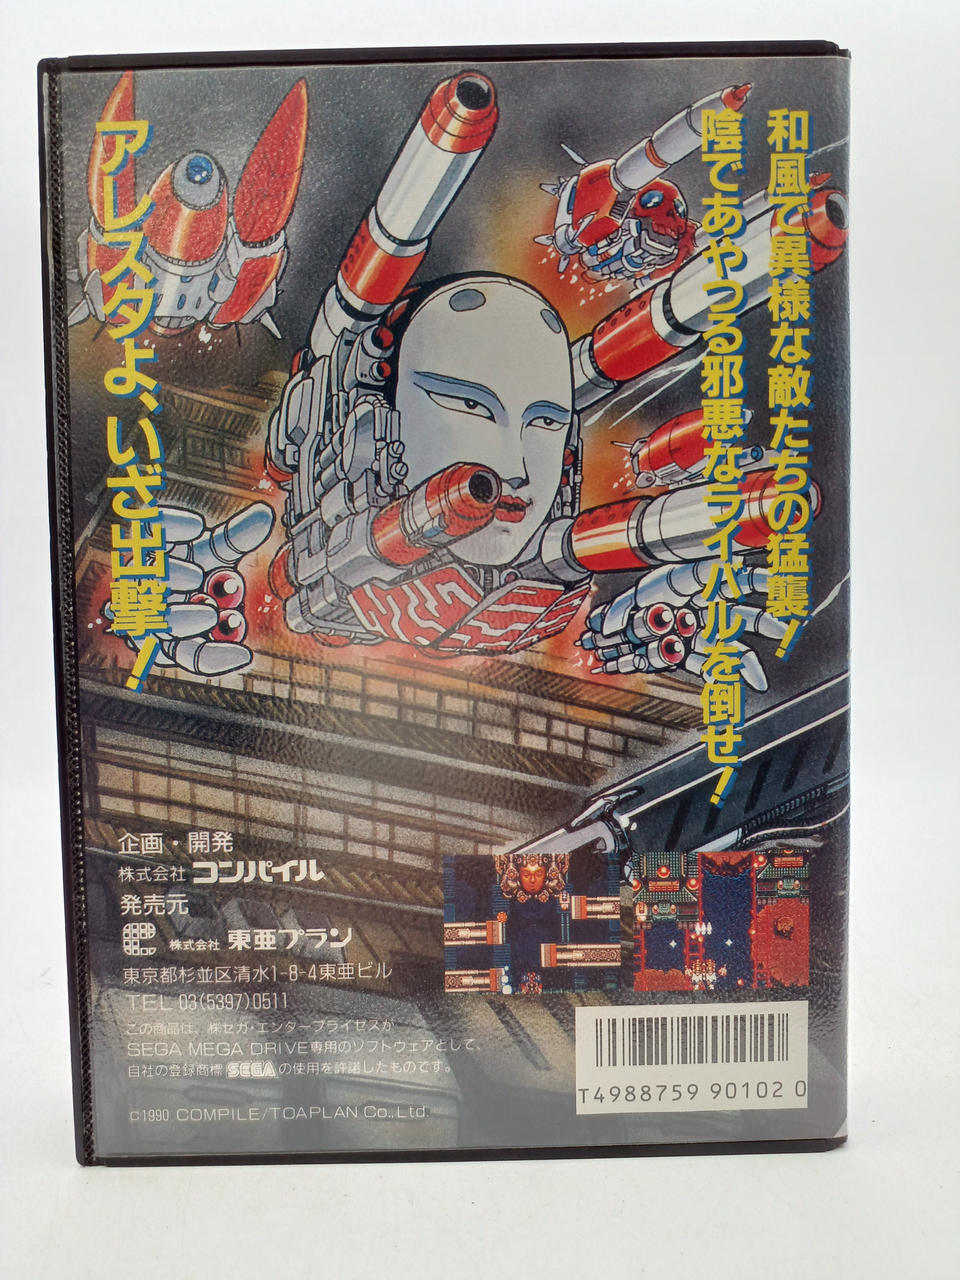 和風で異様な敵たちの猛襲！
陰であやつる邪悪なライバルを倒せ！
アレスタよ、いざ出撃！
企画・開発
株式会社 コンパイル
発売元
株式会社 東亜プラン
東京都杉並区清水1-8-4東亜ビル
TEL 03(5397)0511
この商品は、㈱セガ・エンタープライゼスが
SEGA MEGA DRIVE専用のソフトウェアとして、
自社の登録商標 SEGA の使用を許諾したものです。
©1990 COMPILE/TOAPLAN Co.,Ltd.
T4988759 90102 0